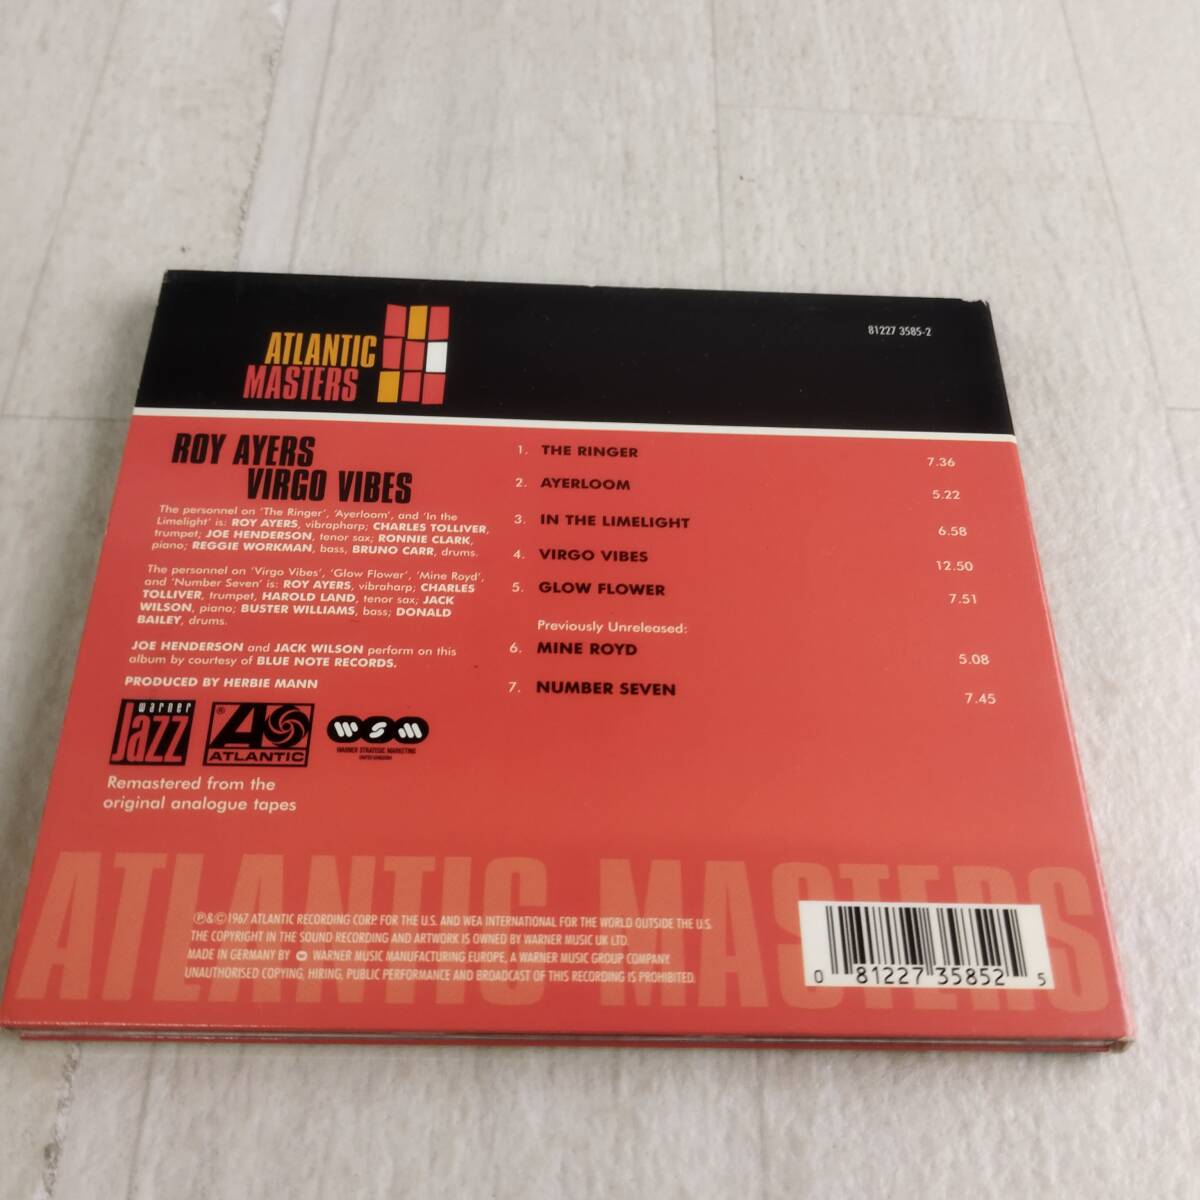 ATLANTIC
MASTERS
81227 3585-2
ROY AYERS
VIRGO VIBES
The personnel on 'The Ringer', 'Ayerloom', and 'In the
Limelight' is: ROY AYERS, vibrapharp; CHARLES TOLLIVER,
trumpet; JOE HENDERSON, tenor sax; RONNIE CLARK,
piano; REGGIE WORKMAN, bass, BRUNO CARR, drums.
The personnel on 'Virgo Vibes', 'Glow Flower', 'Mine Royd',
and 'Number Seven' is: ROY AYERS, vibraharp; CHARLES
TOLLIVER, trumpet, HAROLD LAND, tenor sax; JACK
WILSON, piano; BUSTER WILLIAMS, bass; DONALD
BAILEY, drums.
JOE HENDERSON and JACK WILSON perform on this
album by courtesy of BLUE NOTE RECORDS.
PRODUCED BY HERBIE MANN
warner
Jazz
®
ATLANTIC
WSM
WARNER STRATEGIC MARKETING
UNITED KINGDOM
Remastered from the
original analogue tapes
1. THE RINGER 7.36
2. AYERLOOM 5.22
3. IN THE LIMELIGHT 6.58
4. VIRGO VIBES 12.50
5. GLOW FLOWER 7.51
Previously Unreleased:
6. MINE ROYD 5.08
7. NUMBER SEVEN 7.45
ATLANTIC MASTERS
℗&© 1967 ATLANTIC RECORDING CORP FOR THE U.S. AND WEA INTERNATIONAL FOR THE WORLD OUTSIDE THE U.S.
THE COPYRIGHT IN THE SOUND RECORDING AND ARTWORK IS OWNED BY WARNER MUSIC UK LTD.
MADE IN GERMANY BY WARNER MUSIC MANUFACTURING EUROPE, A WARNER MUSIC GROUP COMPANY.
UNAUTHORISED COPYING, HIRING, PUBLIC PERFORMANCE AND BROADCAST OF THIS RECORDING IS PROHIBITED.
0 81227 35852 5